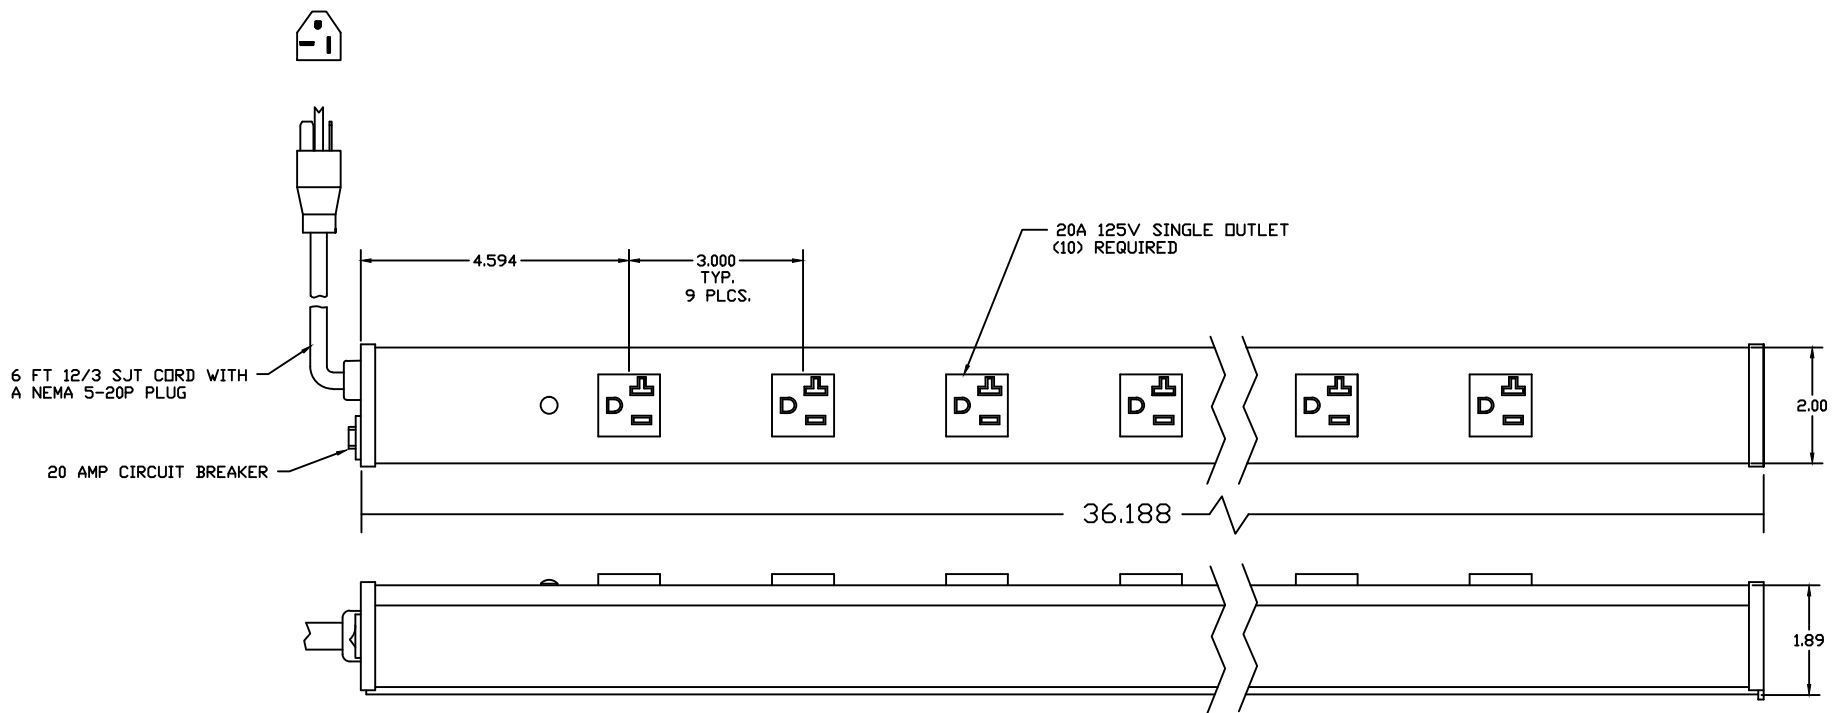 20A 125V SINGLE OUTLET
(10) REQUIRED
4.594
3.000
TYP.
9 PLCS.
6 FT 12/3 SJT CORD WITH
A NEMA 5-20P PLUG
2.00
20 AMP CIRCUIT BREAKER
36.188
1.89